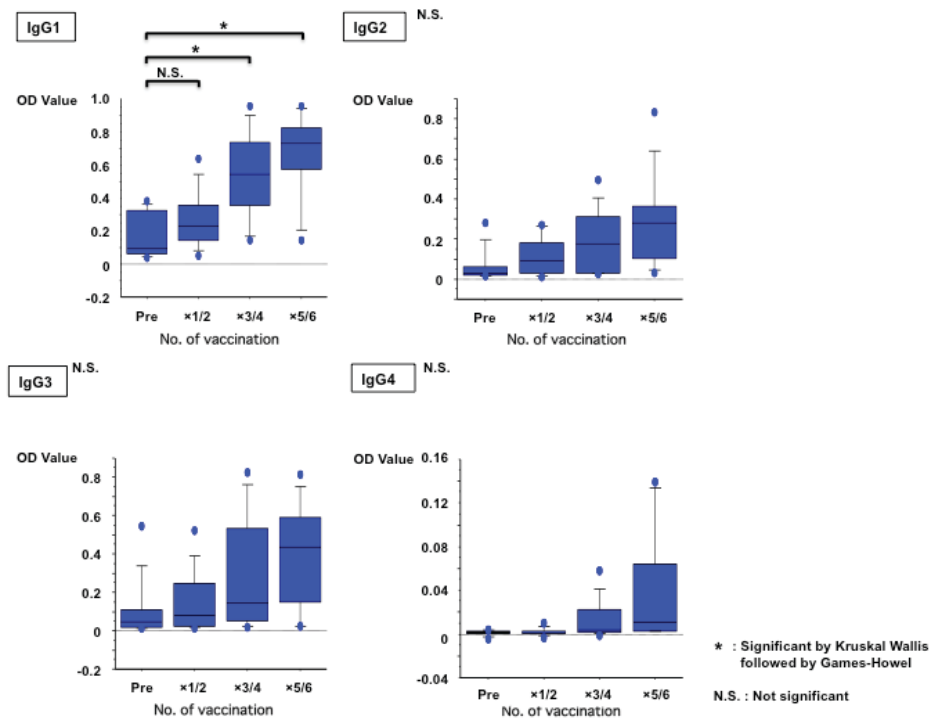 IgG1
*
*
N.S.
OD Value
1.0
0.8
0.6
0.4
0.2
0
-0.2
Pre ×1/2 ×3/4 ×5/6
No. of vaccination
IgG2
N.S.
OD Value
0.8
0.6
0.4
0.2
0
Pre ×1/2 ×3/4 ×5/6
No. of vaccination
IgG3
N.S.
OD Value
0.8
0.6
0.4
0.2
0
-0.2
Pre ×1/2 ×3/4 ×5/6
No. of vaccination
IgG4
N.S.
OD Value
0.16
0.12
0.08
0.04
0
-0.04
Pre ×1/2 ×3/4 ×5/6
No. of vaccination
* : Significant by Kruskal Wallis
followed by Games-Howel
N.S. : Not significant